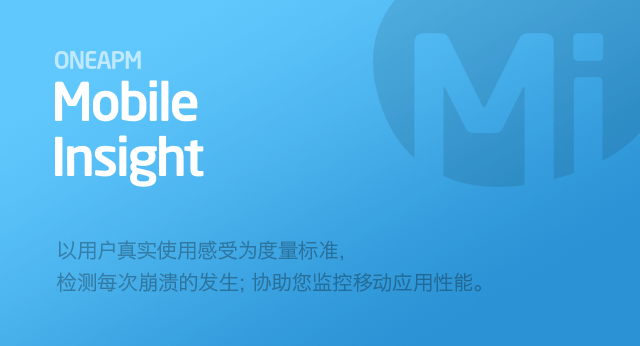 ONEAPM
Mobile
Insight
Mi
以用户真实使用感受为度量标准,
检测每次崩溃的发生; 协助您监控移动应用性能。